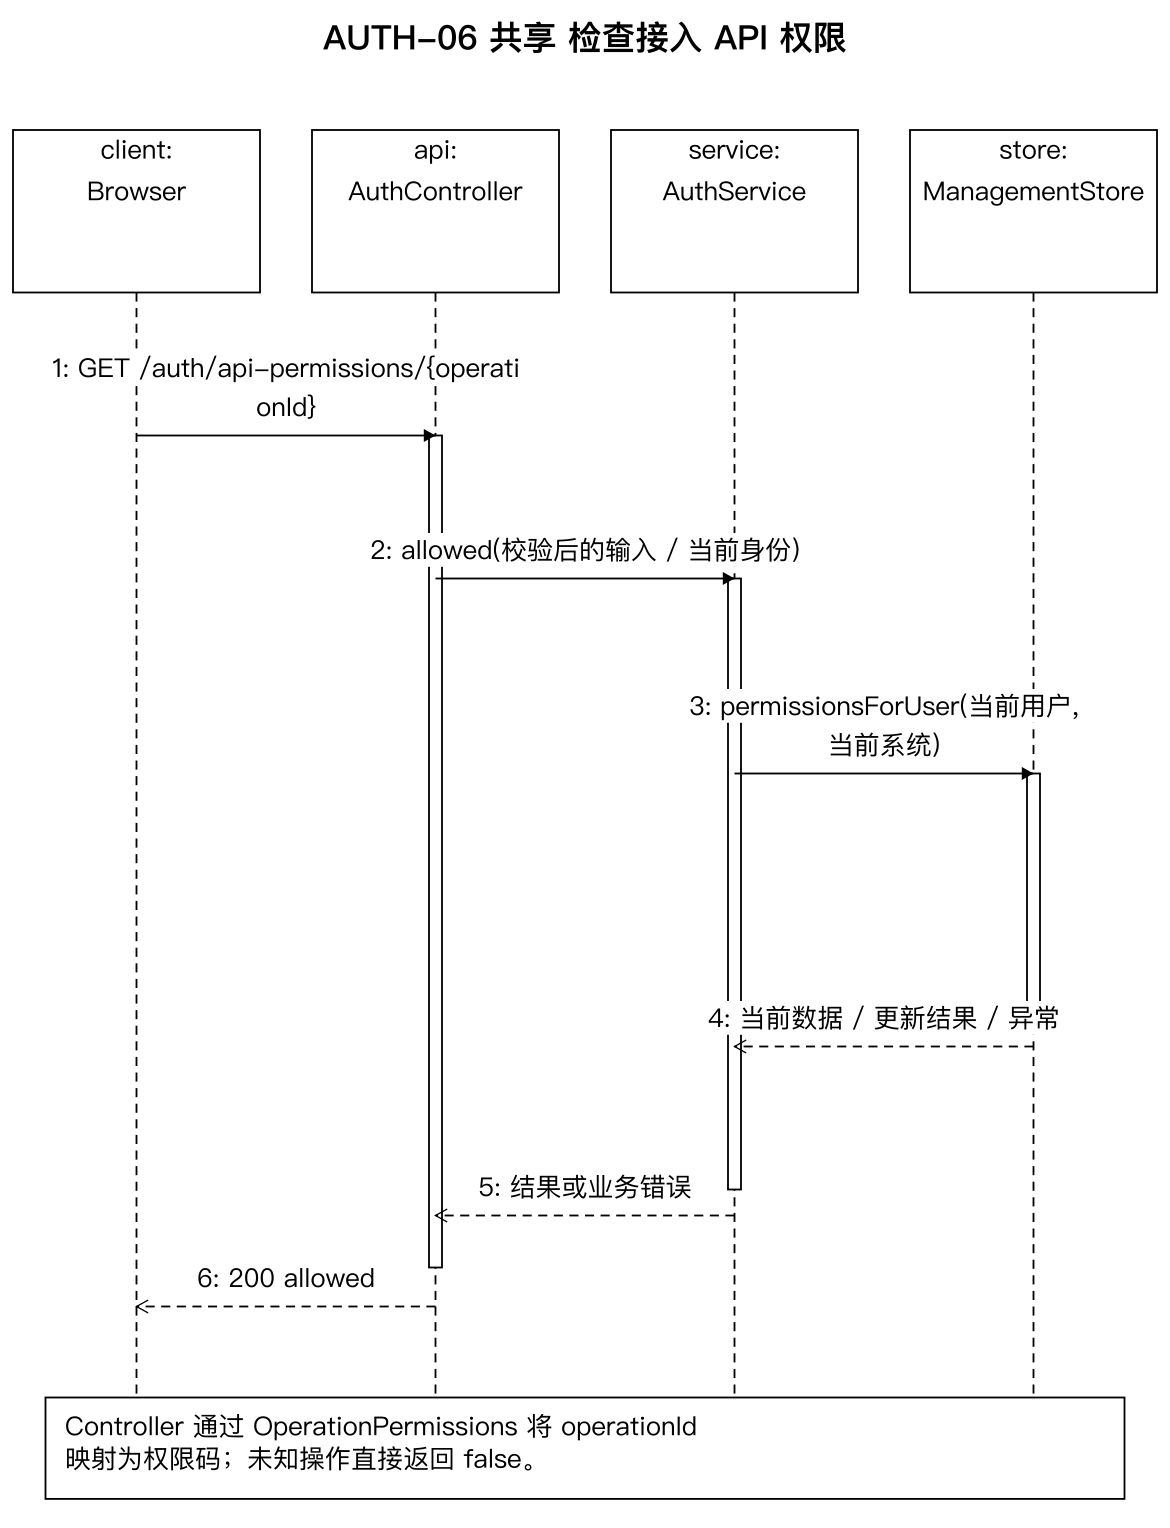 AUTH–06 共享 检查接入 API 权限
client:
Browser
api:
AuthController
service:
AuthService
store:
ManagementStore
1: GET /auth/api–permissions/{operati
onId}
2: allowed(校验后的输入 / 当前身份)
3: permissionsForUser(当前用户,
当前系统)
4: 当前数据 / 更新结果 / 异常
5: 结果或业务错误
6: 200 allowed
Controller 通过 OperationPermissions 将 operationId
映射为权限码；未知操作直接返回 false。